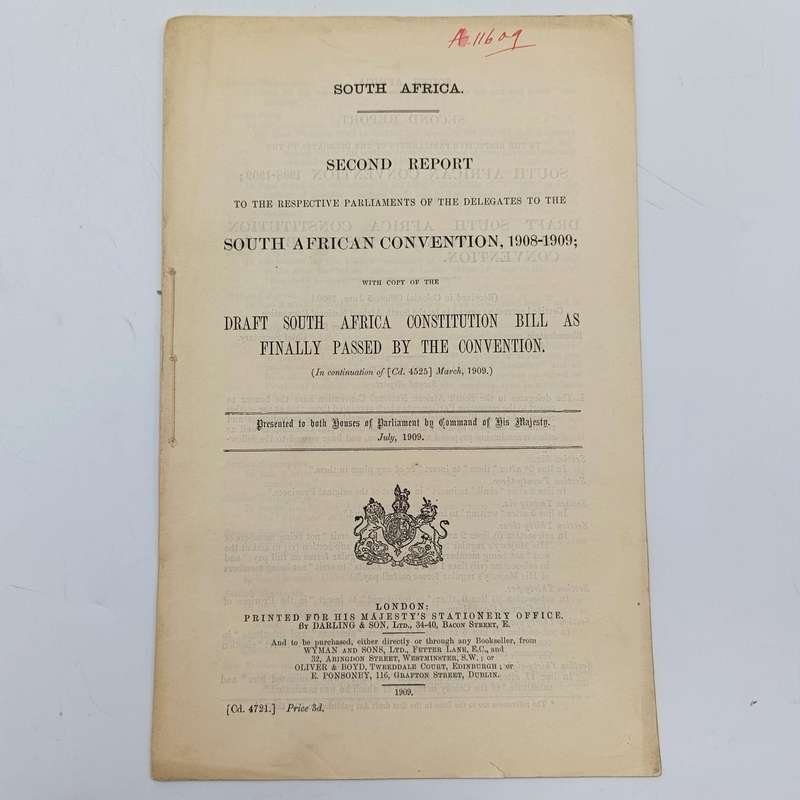 A11609
SOUTH AFRICA.
SECOND REPORT
TO THE RESPECTIVE PARLIAMENTS OF THE DELEGATES TO THE
SOUTH AFRICAN CONVENTION, 1908-1909;
WITH COPY OF THE
DRAFT SOUTH AFRICA CONSTITUTION BILL AS
FINALLY PASSED BY THE CONVENTION.
(In continuation of [Cd. 4525] March, 1909.)
Presented to both Houses of Parliament by Command of His Majesty.
July, 1909.
LONDON:
PRINTED FOR HIS MAJESTY'S STATIONERY OFFICE,
BY DARLING & SON, LTD., 34-40, BACON STREET, E.
And to be purchased, either directly or through any Bookseller, from
WYMAN AND SONS, LTD., FETTER LANE, E.C., and
32, ABINGDON STREET, WESTMINSTER, S.W.; or
OLIVER & BOYD, TWEEDDALE COURT, EDINBURGH; or
E. PONSONBY, 116, GRAFTON STREET, DUBLIN.
1909.
[Cd. 4721.] Price 3d.